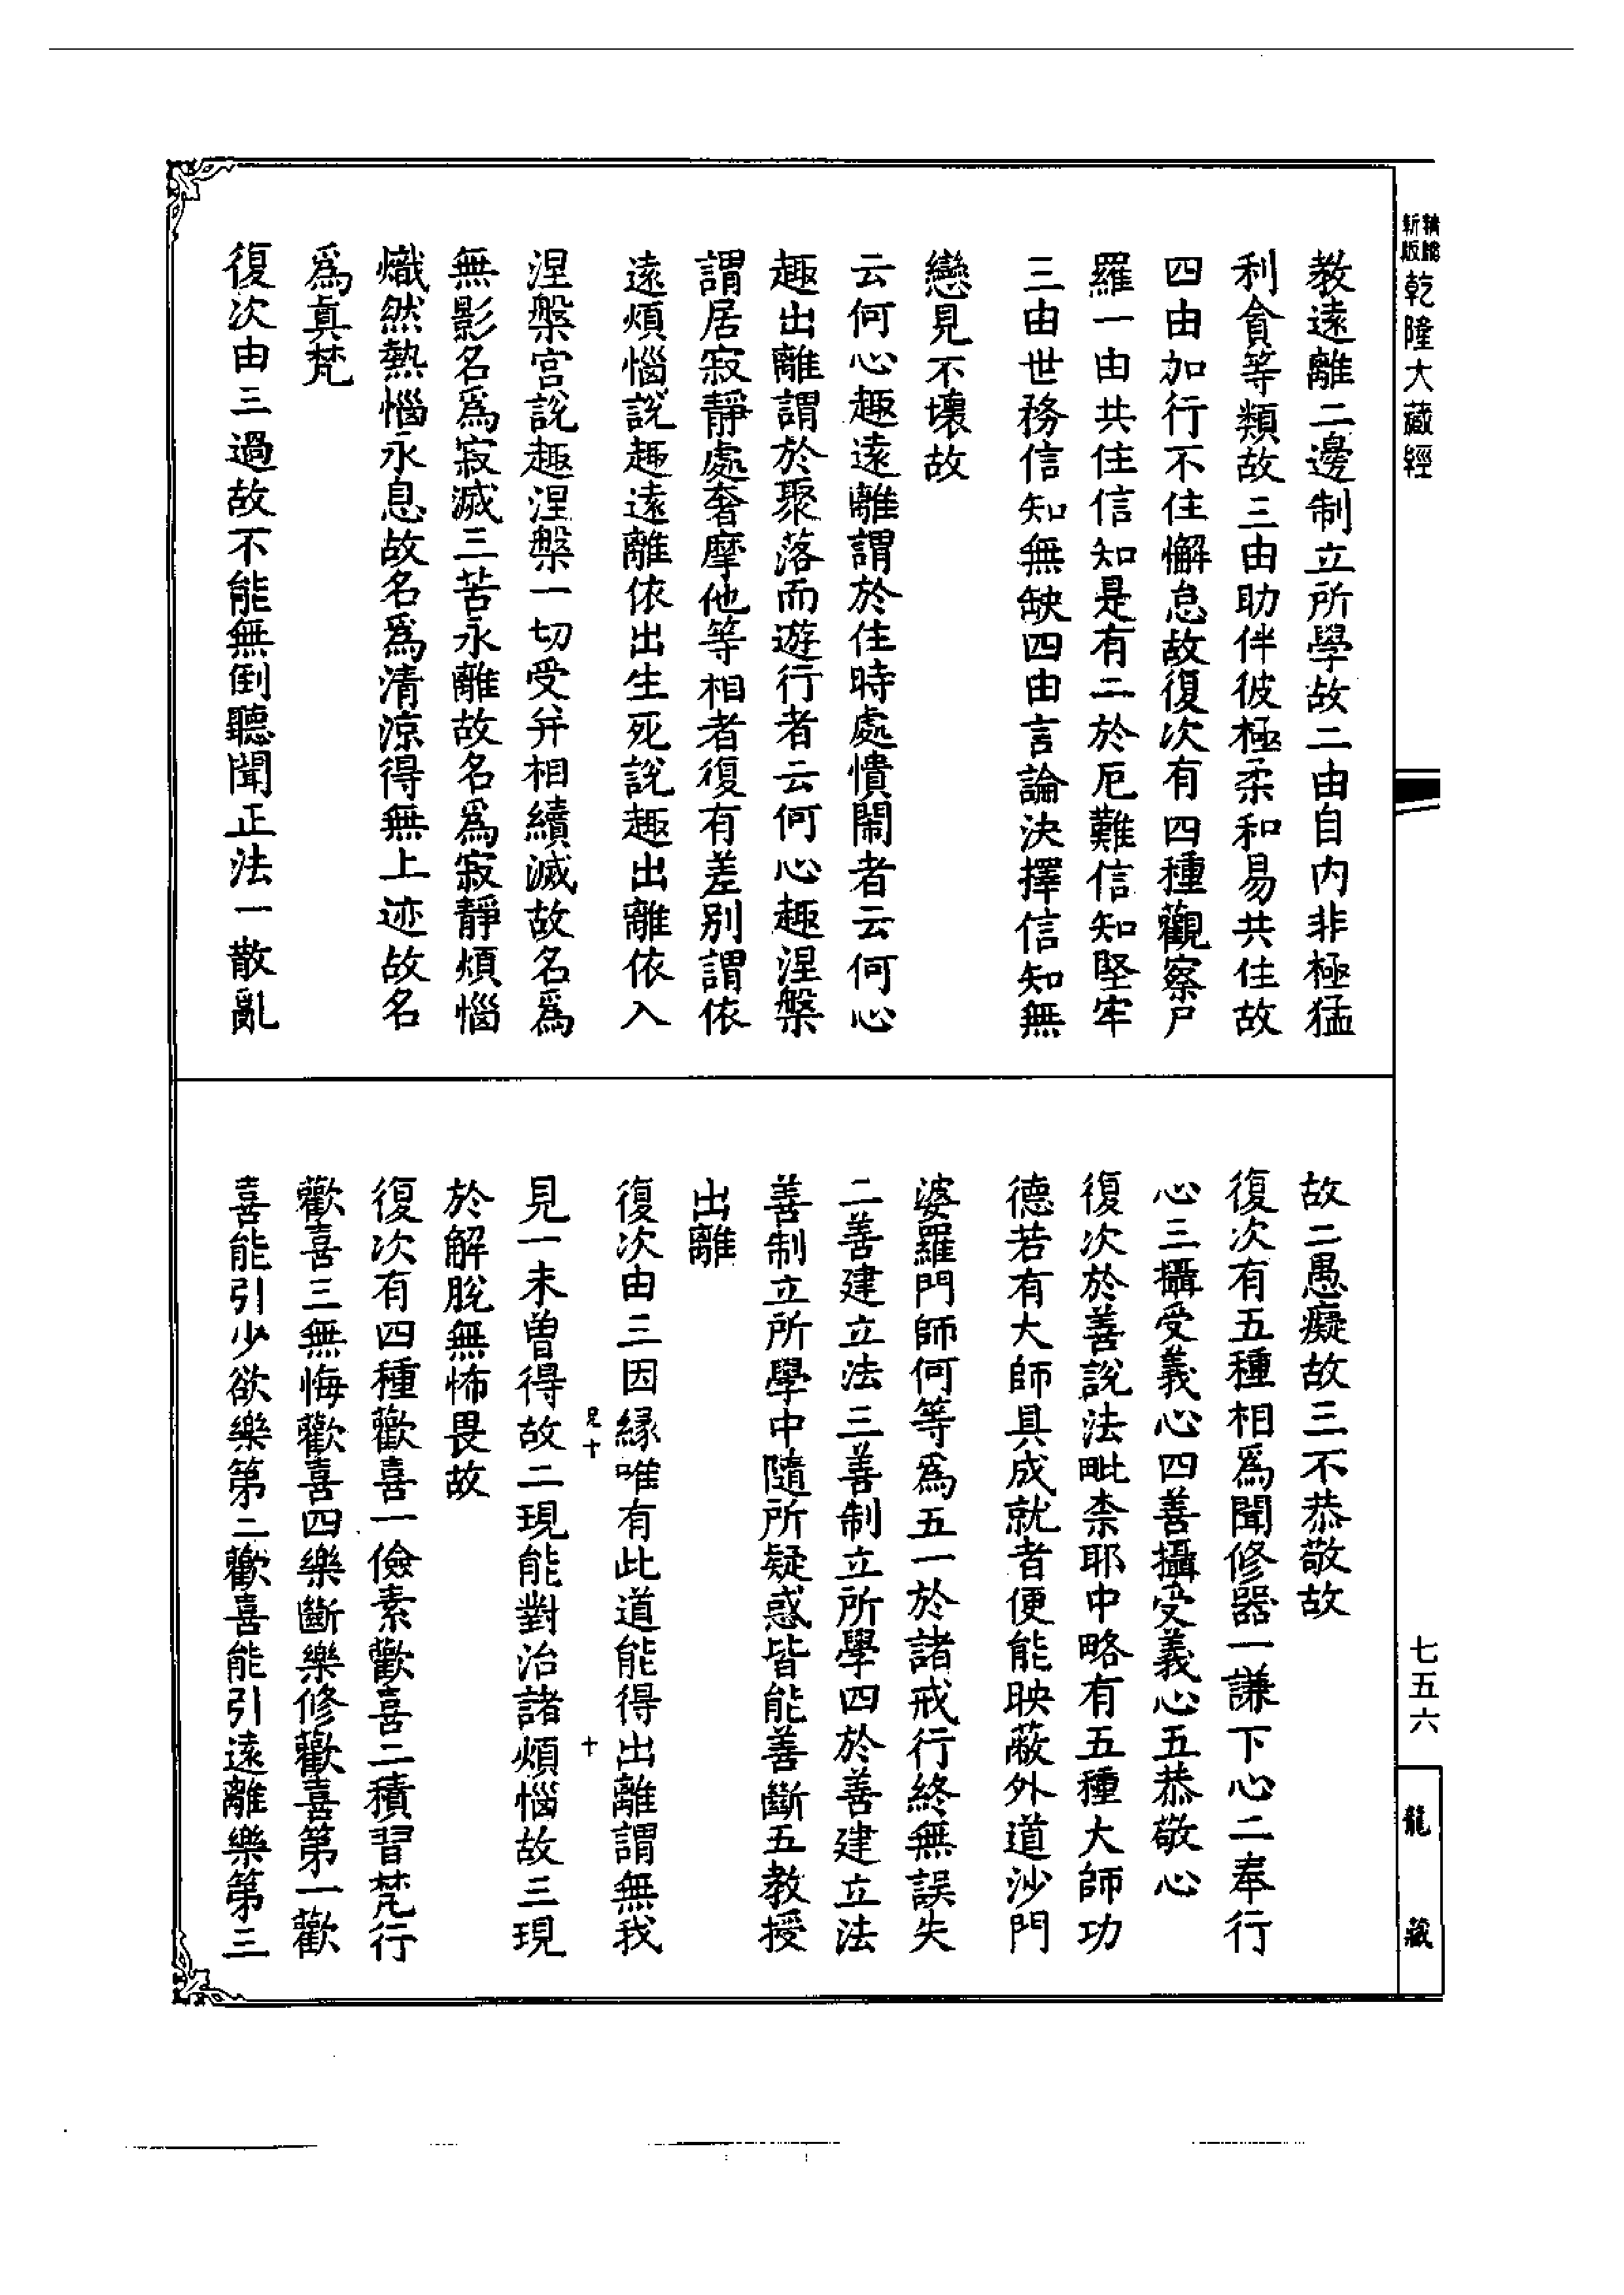 新版
精編
乾隆大藏經
七五六
龍藏
教遠離二邊制立所學故二由自內非極猛
利貪等類故三由助伴彼極柔和易共住故
四由加行不住懈怠故復次有四種觀察尸
羅一由共住信知是有二於厄難信知堅牢
三由世務信知無缺四由言論決擇信知無
戀見不壞故
云何心趣遠離謂於住時處憒鬧者云何心
趣出離謂於聚落而遊行者云何心趣涅槃
謂居寂靜處奢摩他等相者復有差別謂依
遠煩惱說趣遠離依出生死說趣出離依入
涅槃宮說趣涅槃一切受并相續滅故名爲
無影名爲寂滅三苦永離故名爲寂靜煩惱
熾然熱惱永息故名爲清涼得無上迹故名
爲真梵
復次由三過故不能無倒聽聞正法一散亂
故二愚癡故三不恭敬故
復次有五種相爲聞修器一謙下心二奉行
心三攝受義心四善攝受義心五恭敬心
復次於善說法毗柰耶中略有五種大師功
德若有大師具成就者便能映蔽外道沙門
婆羅門師何等爲五一於諸戒行終無誤失
二善建立法三善制立所學四於善建立法
善制立所學中隨所疑惑皆能善斷五教授
出離
復次由三因緣唯有此道能得出離謂無我
見一未曾得故二現能對治諸煩惱故三現
於解脫無怖畏故
復次有四種歡喜一儉素歡喜二積習梵行
歡喜三無悔歡喜四樂斷樂修歡喜第一歡
喜能引少欲樂第二歡喜能引遠離樂第三